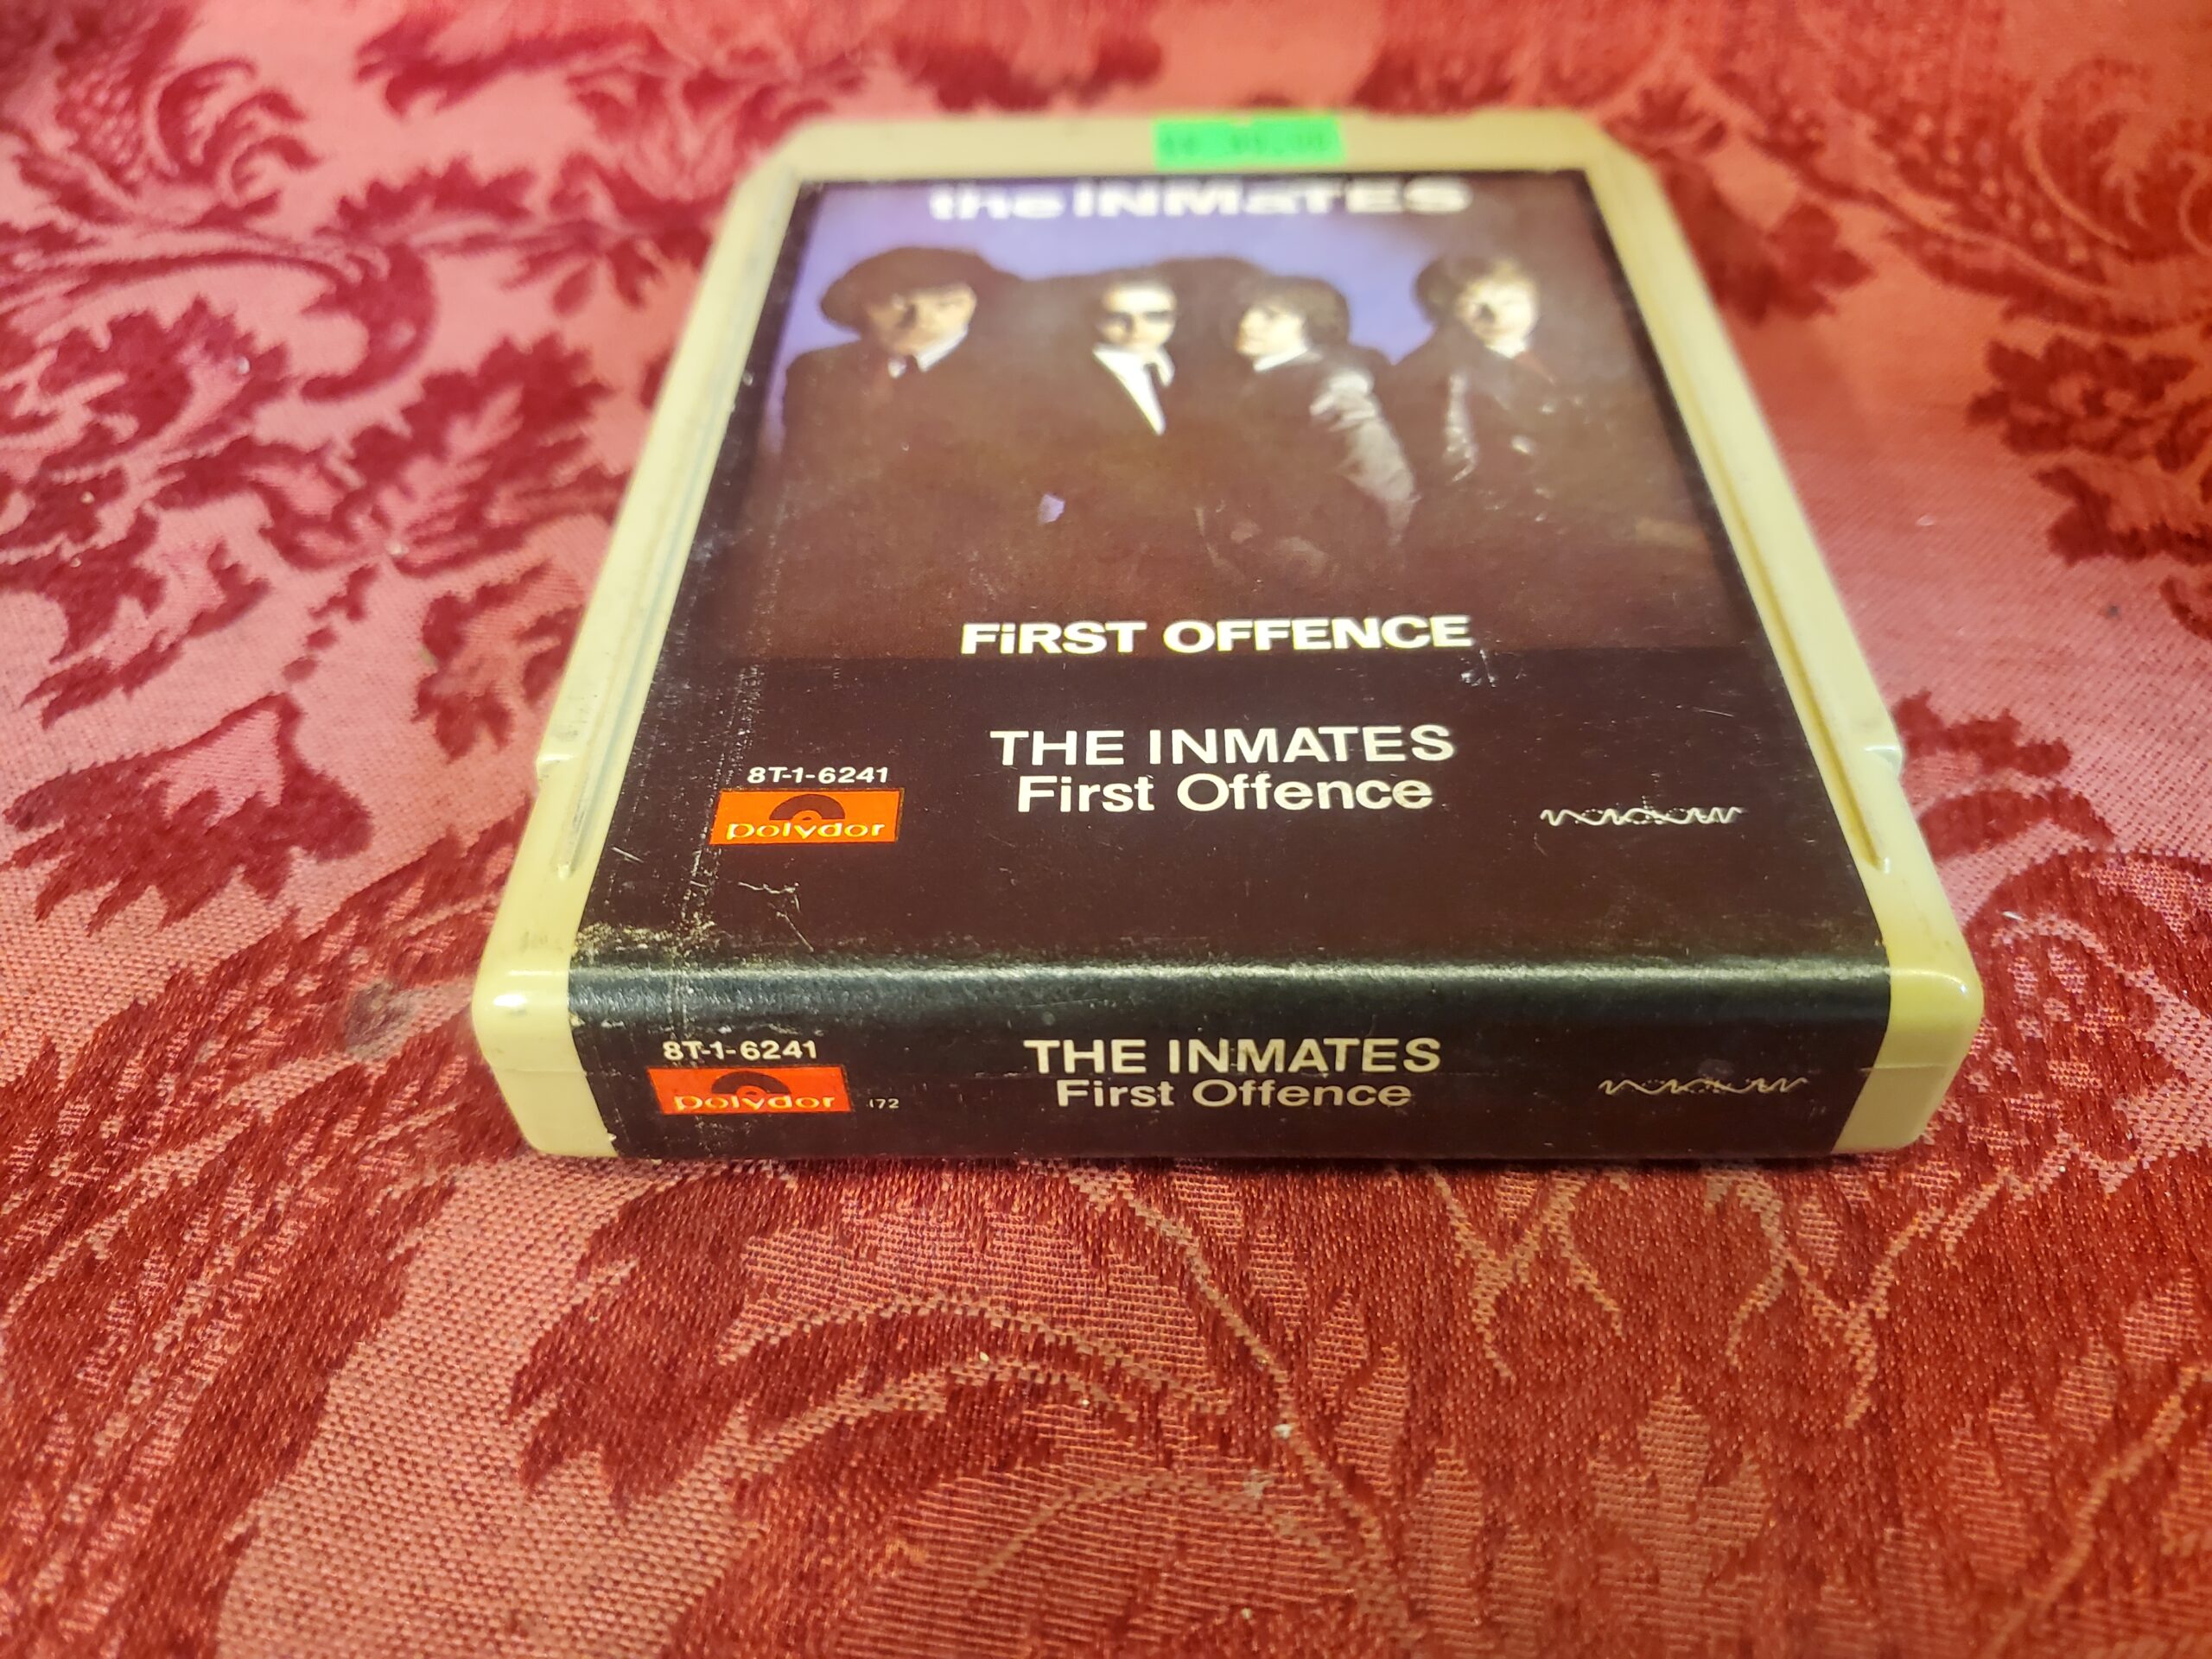 the INMaTES
FiRST OFFENCE
THE INMATES
First Offence
8T-1-6241
polydor
8T-1-6241
polydor
172
THE INMATES
First Offence